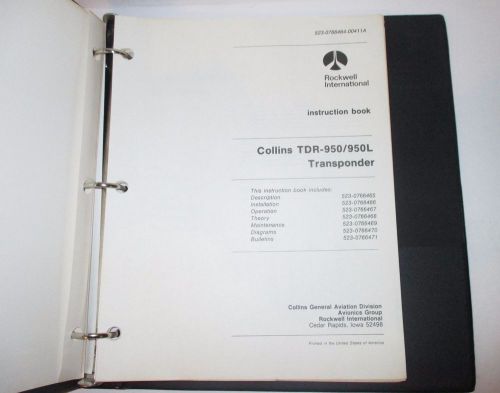 523-0766464-00411A
Rockwell
International
instruction book
Collins TDR-950/950L
Transponder
This instruction book includes:
Description 523-0766465
Installation 523-0766466
Operation 523-0766467
Theory 523-0766468
Maintenance 523-0766469
Diagrams 523-0766470
Bulletins 523-0766471
Collins General Aviation Division
Avionics Group
Rockwell International
Cedar Rapids, Iowa 52498
Printed in the United States of America